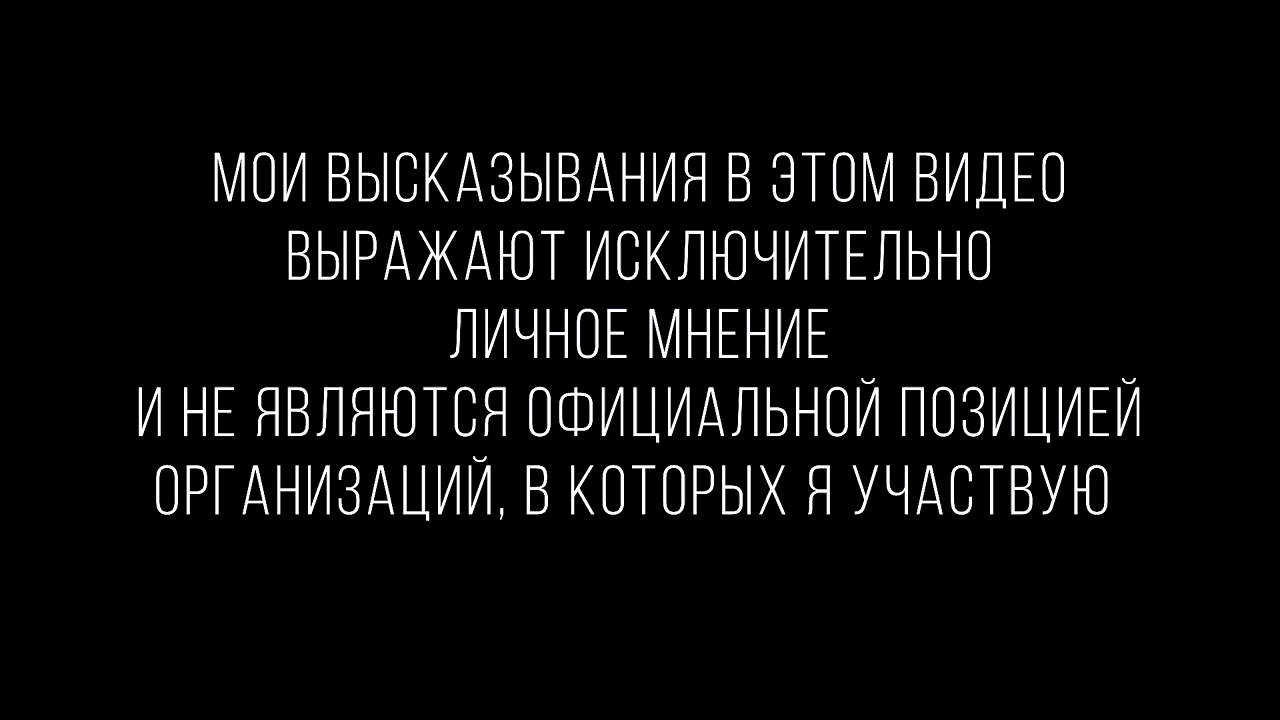 МОИ ВЫСКАЗЫВАНИЯ В ЭТОМ ВИДЕО
ВЫРАЖАЮТ ИСКЛЮЧИТЕЛЬНО
ЛИЧНОЕ МНЕНИЕ
И НЕ ЯВЛЯЮТСЯ ОФИЦИАЛЬНОЙ ПОЗИЦИЕЙ
ОРГАНИЗАЦИЙ, В КОТОРЫХ Я УЧАСТВУЮ